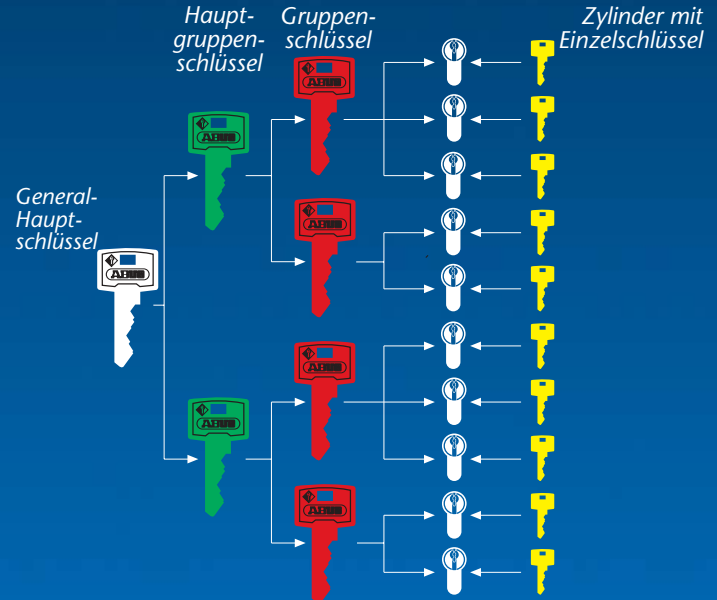 Haupt-
gruppen-
schlüssel
Gruppen-
schlüssel
Zylinder mit
Einzelschlüssel
General-
Haupt-
schlüssel
ABUS
ABUS
ABUS
ABUS
ABUS
ABUS
ABUS